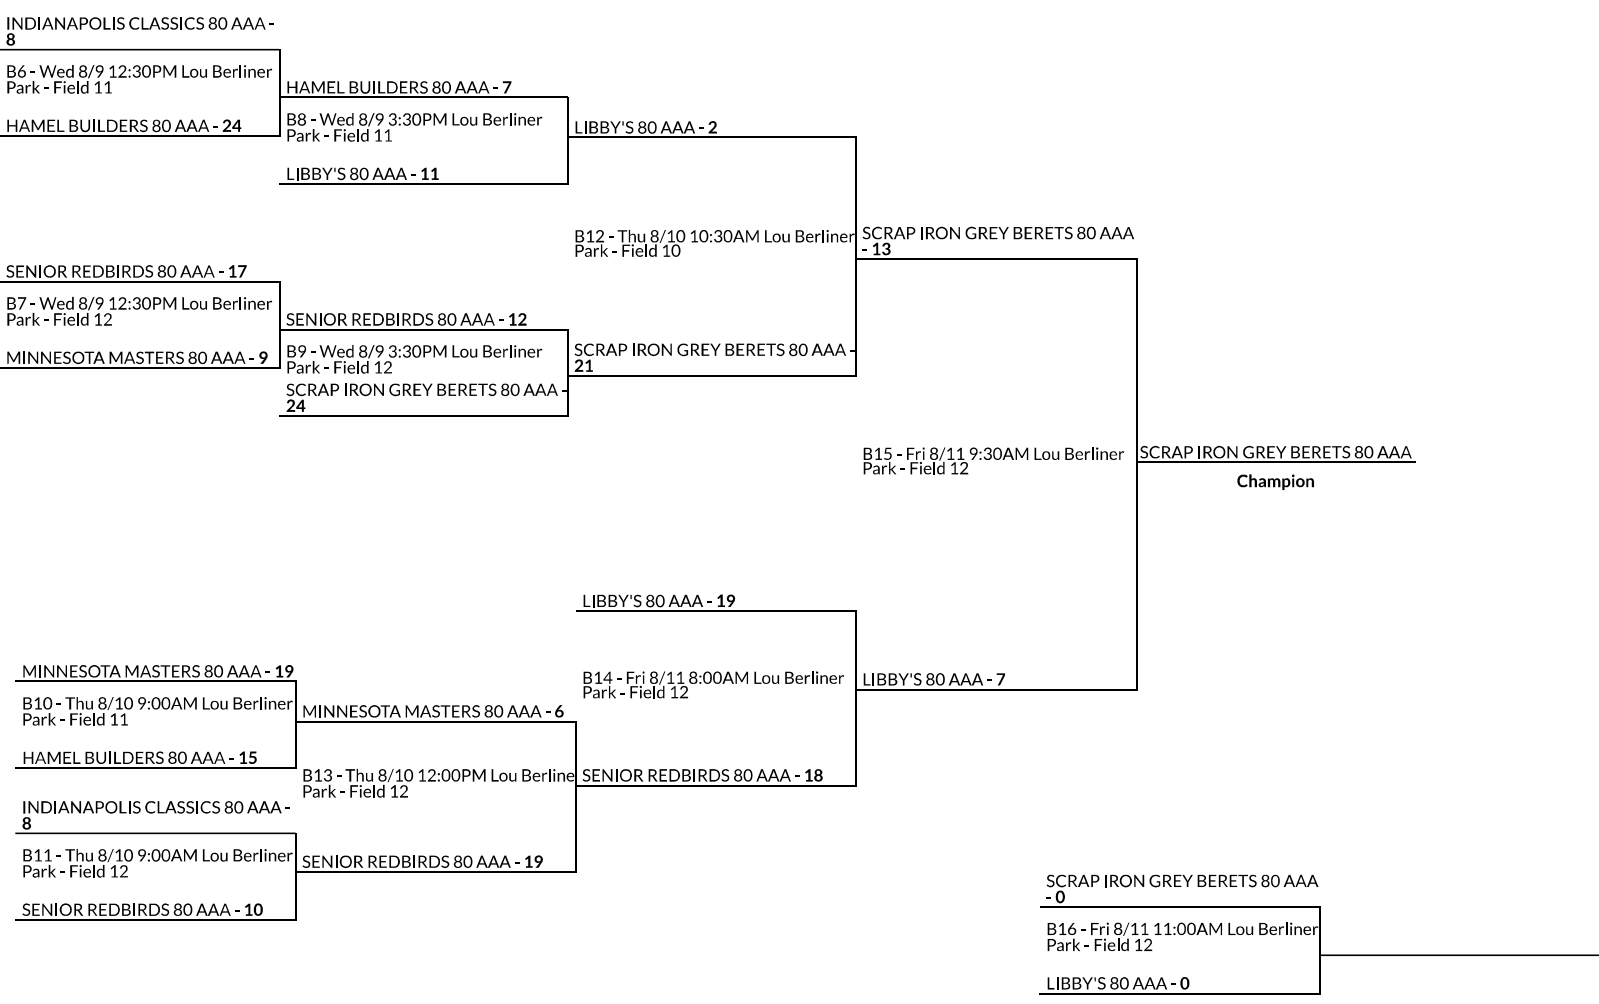 INDIANAPOLIS CLASSICS 80 AAA -
8
B6 - Wed 8/9 12:30PM Lou Berliner
Park - Field 11
HAMEL BUILDERS 80 AAA - 24
HAMEL BUILDERS 80 AAA - 7
B8 - Wed 8/9 3:30PM Lou Berliner
Park - Field 11
LIBBY'S 80 AAA - 11
LIBBY'S 80 AAA - 2
B12 - Thu 8/10 10:30AM Lou Berliner
Park - Field 10
SCRAP IRON GREY BERETS 80 AAA
- 13
SENIOR REDBIRDS 80 AAA - 17
B7 - Wed 8/9 12:30PM Lou Berliner
Park - Field 12
MINNESOTA MASTERS 80 AAA - 9
SENIOR REDBIRDS 80 AAA - 12
B9 - Wed 8/9 3:30PM Lou Berliner
Park - Field 12
SCRAP IRON GREY BERETS 80 AAA -
24
SCRAP IRON GREY BERETS 80 AAA -
21
B15 - Fri 8/11 9:30AM Lou Berliner
Park - Field 12
SCRAP IRON GREY BERETS 80 AAA
Champion
LIBBY'S 80 AAA - 19
B14 - Fri 8/11 8:00AM Lou Berliner
Park - Field 12
LIBBY'S 80 AAA - 7
MINNESOTA MASTERS 80 AAA - 19
B10 - Thu 8/10 9:00AM Lou Berliner
Park - Field 11
HAMEL BUILDERS 80 AAA - 15
MINNESOTA MASTERS 80 AAA - 6
B13 - Thu 8/10 12:00PM Lou Berline
Park - Field 12
SENIOR REDBIRDS 80 AAA - 18
INDIANAPOLIS CLASSICS 80 AAA -
8
B11 - Thu 8/10 9:00AM Lou Berliner
Park - Field 12
SENIOR REDBIRDS 80 AAA - 10
SENIOR REDBIRDS 80 AAA - 19
SCRAP IRON GREY BERETS 80 AAA
- 0
B16 - Fri 8/11 11:00AM Lou Berliner
Park - Field 12
LIBBY'S 80 AAA - 0